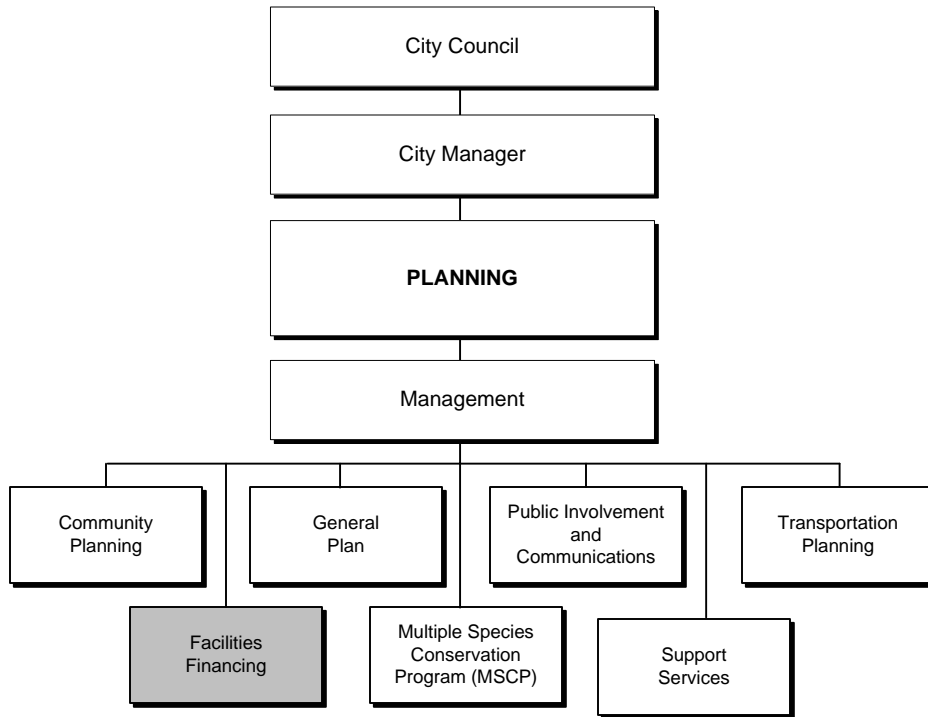 City Council
City Manager
PLANNING
Management
Community
Planning
General
Plan
Public Involvement
and
Communications
Transportation
Planning
Facilities
Financing
Multiple Species
Conservation
Program (MSCP)
Support
Services